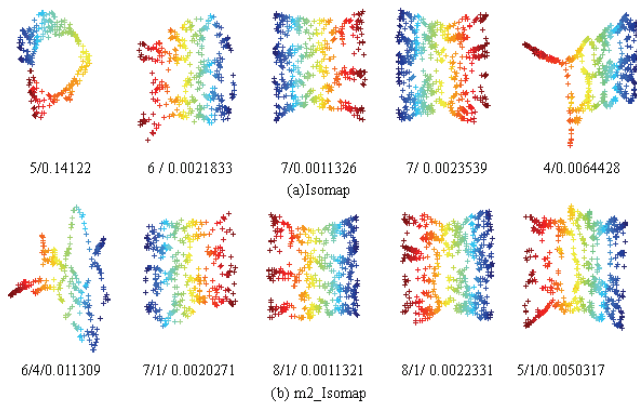 5/0.14122 6 / 0.0021833 7/0.0011326 7/ 0.0023539 4/0.0064428
(a)Isomap
6/4/0.011309 7/1/ 0.0020271 8/1/ 0.0011321 8/1/ 0.0022331 5/1/0.0050317
(b) m2_Isomap